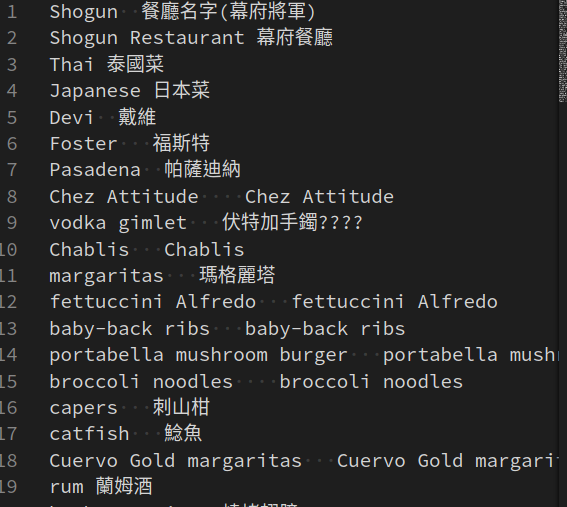 1 Shogun 餐廳名字(幕府將軍)
2 Shogun Restaurant 幕府餐廳
3 Thai 泰國菜
4 Japanese 日本菜
5 Devi 戴維
6 Foster 福斯特
7 Pasadena 帕薩迪納
8 Chez Attitude Chez Attitude
9 vodka gimlet 伏特加手鐲????
10 Chablis Chablis
11 margaritas 瑪格麗塔
12 fettuccini Alfredo fettuccini Alfredo
13 baby-back ribs baby-back ribs
14 portabella mushroom burger portabella mush
15 broccoli noodles broccoli noodles
16 capers 刺山柑
17 catfish 鯰魚
18 Cuervo Gold margaritas Cuervo Gold margari
19 rum 蘭姆酒